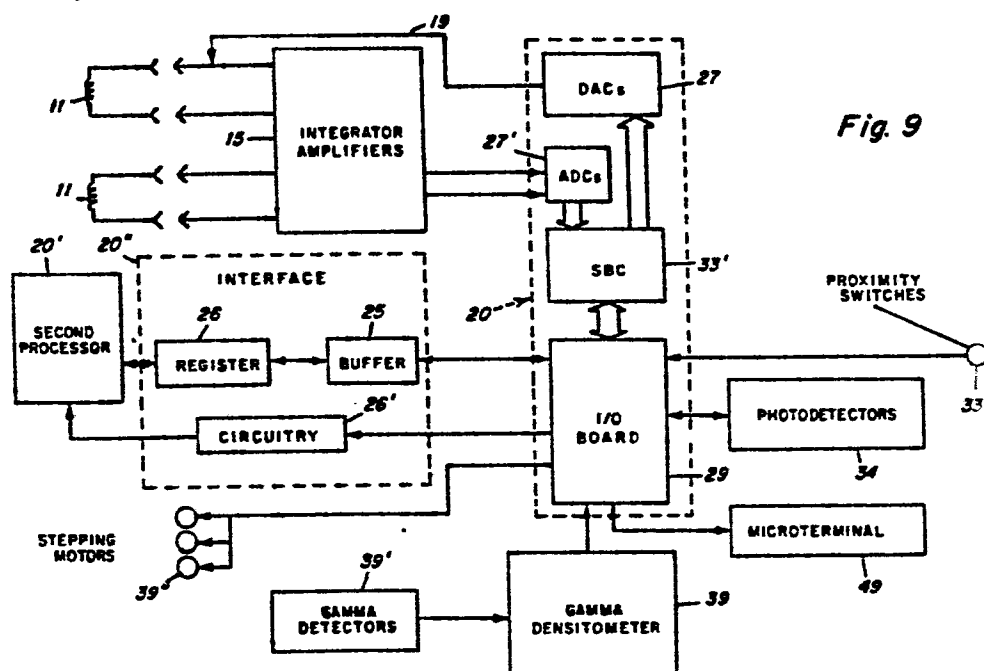 19
DACs
27
Fig. 9
11
15
INTEGRATOR
AMPLIFIERS
27'
ADCs
11
SBC
33'
20'
20"
INTERFACE
20
PROXIMITY
SWITCHES
SECOND
PROCESSOR
26
REGISTER
25
BUFFER
33
26'
CIRCUITRY
I/O
BOARD
PHOTODETECTORS
34
29
STEPPING
MOTORS
39"
MICROTERMINAL
49
39'
GAMMA
DETECTORS
GAMMA
DENSITOMETER
39